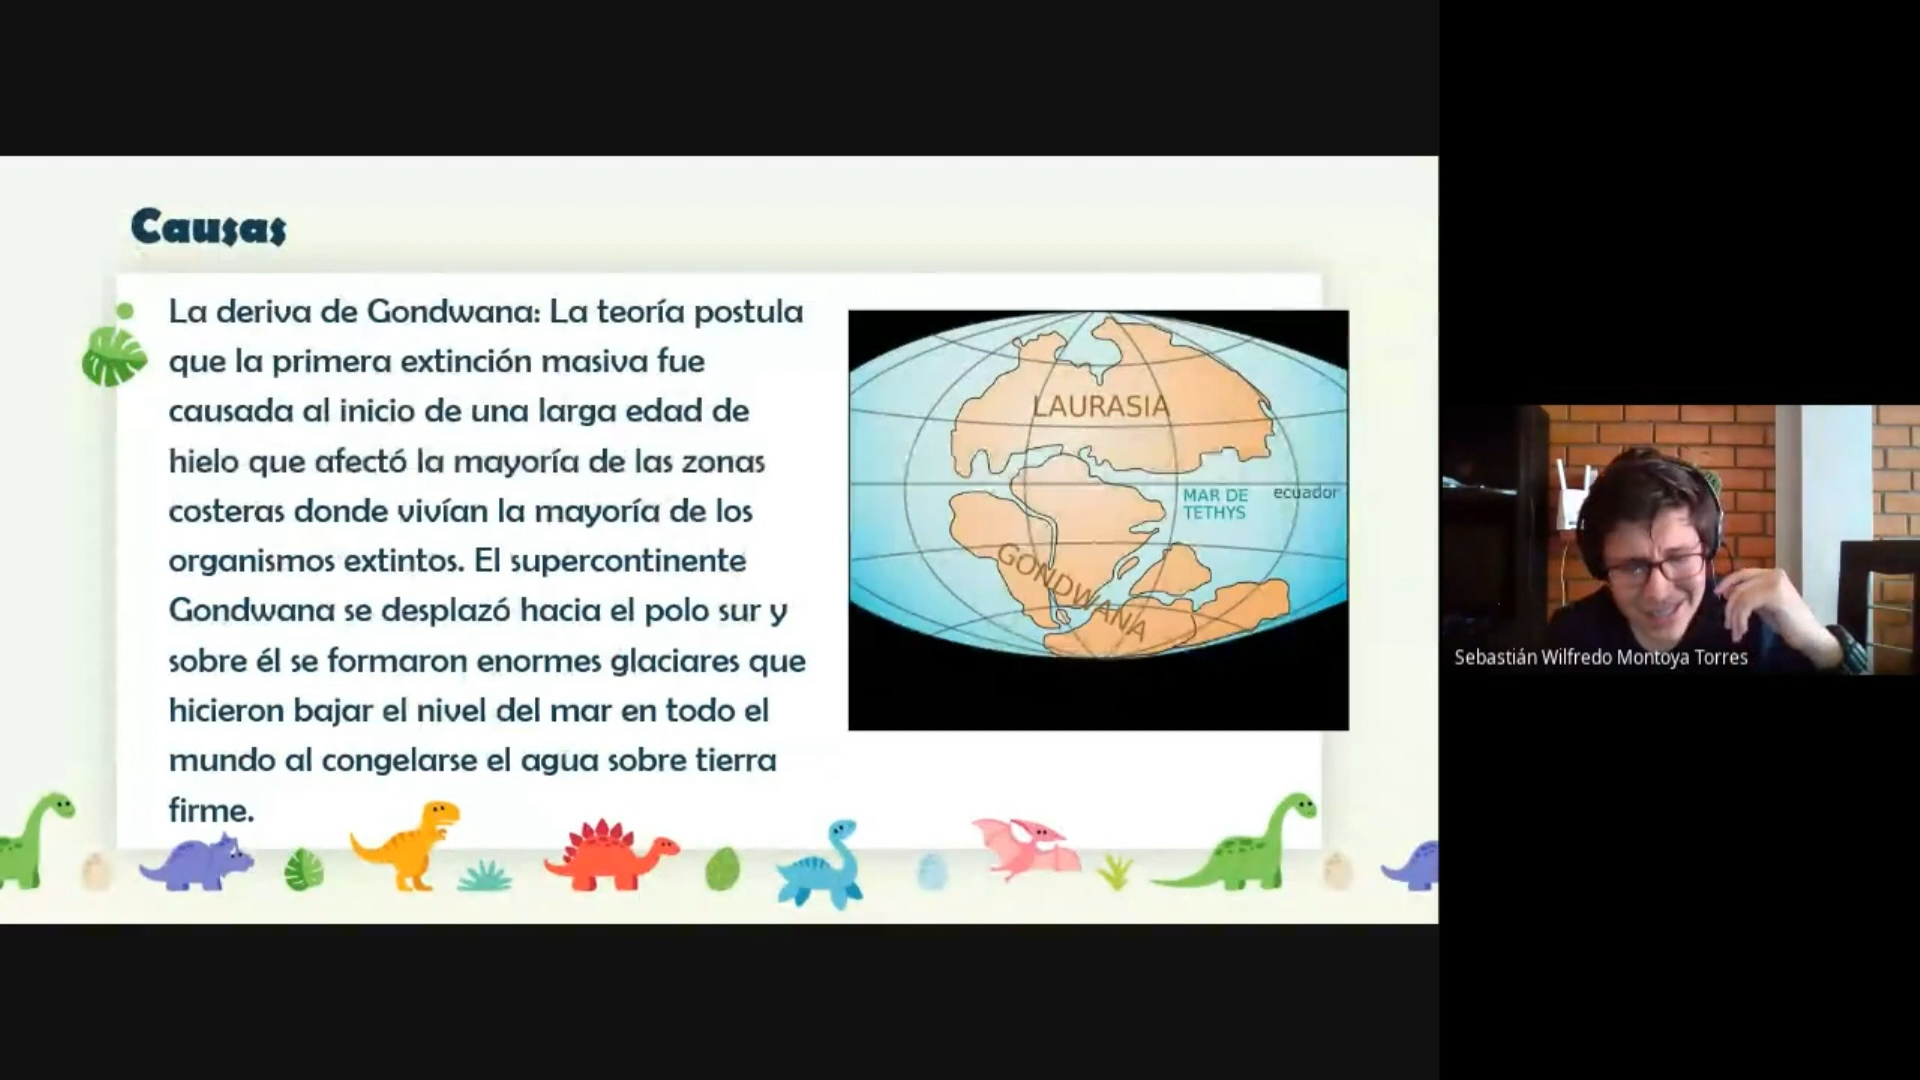 Causas
La deriva de Gondwana: La teoría postula
que la primera extinción masiva fue
causada al inicio de una larga edad de
hielo que afectó la mayoría de las zonas
costeras donde vivían la mayoría de los
organismos extintos. El supercontinente
Gondwana se desplazó hacia el polo sur y
sobre él se formaron enormes glaciares que
hicieron bajar el nivel del mar en todo el
mundo al congelarse el agua sobre tierra
firme.
LAURASIA
MAR DE
TETHYS
ecuador
GONDWANA
Sebastián Wilfredo Montoya Torres